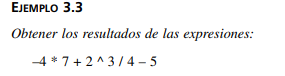 EJEMPLO 3.3
Obtener los resultados de las expresiones:
–4 * 7 + 2 ^ 3 / 4 – 5